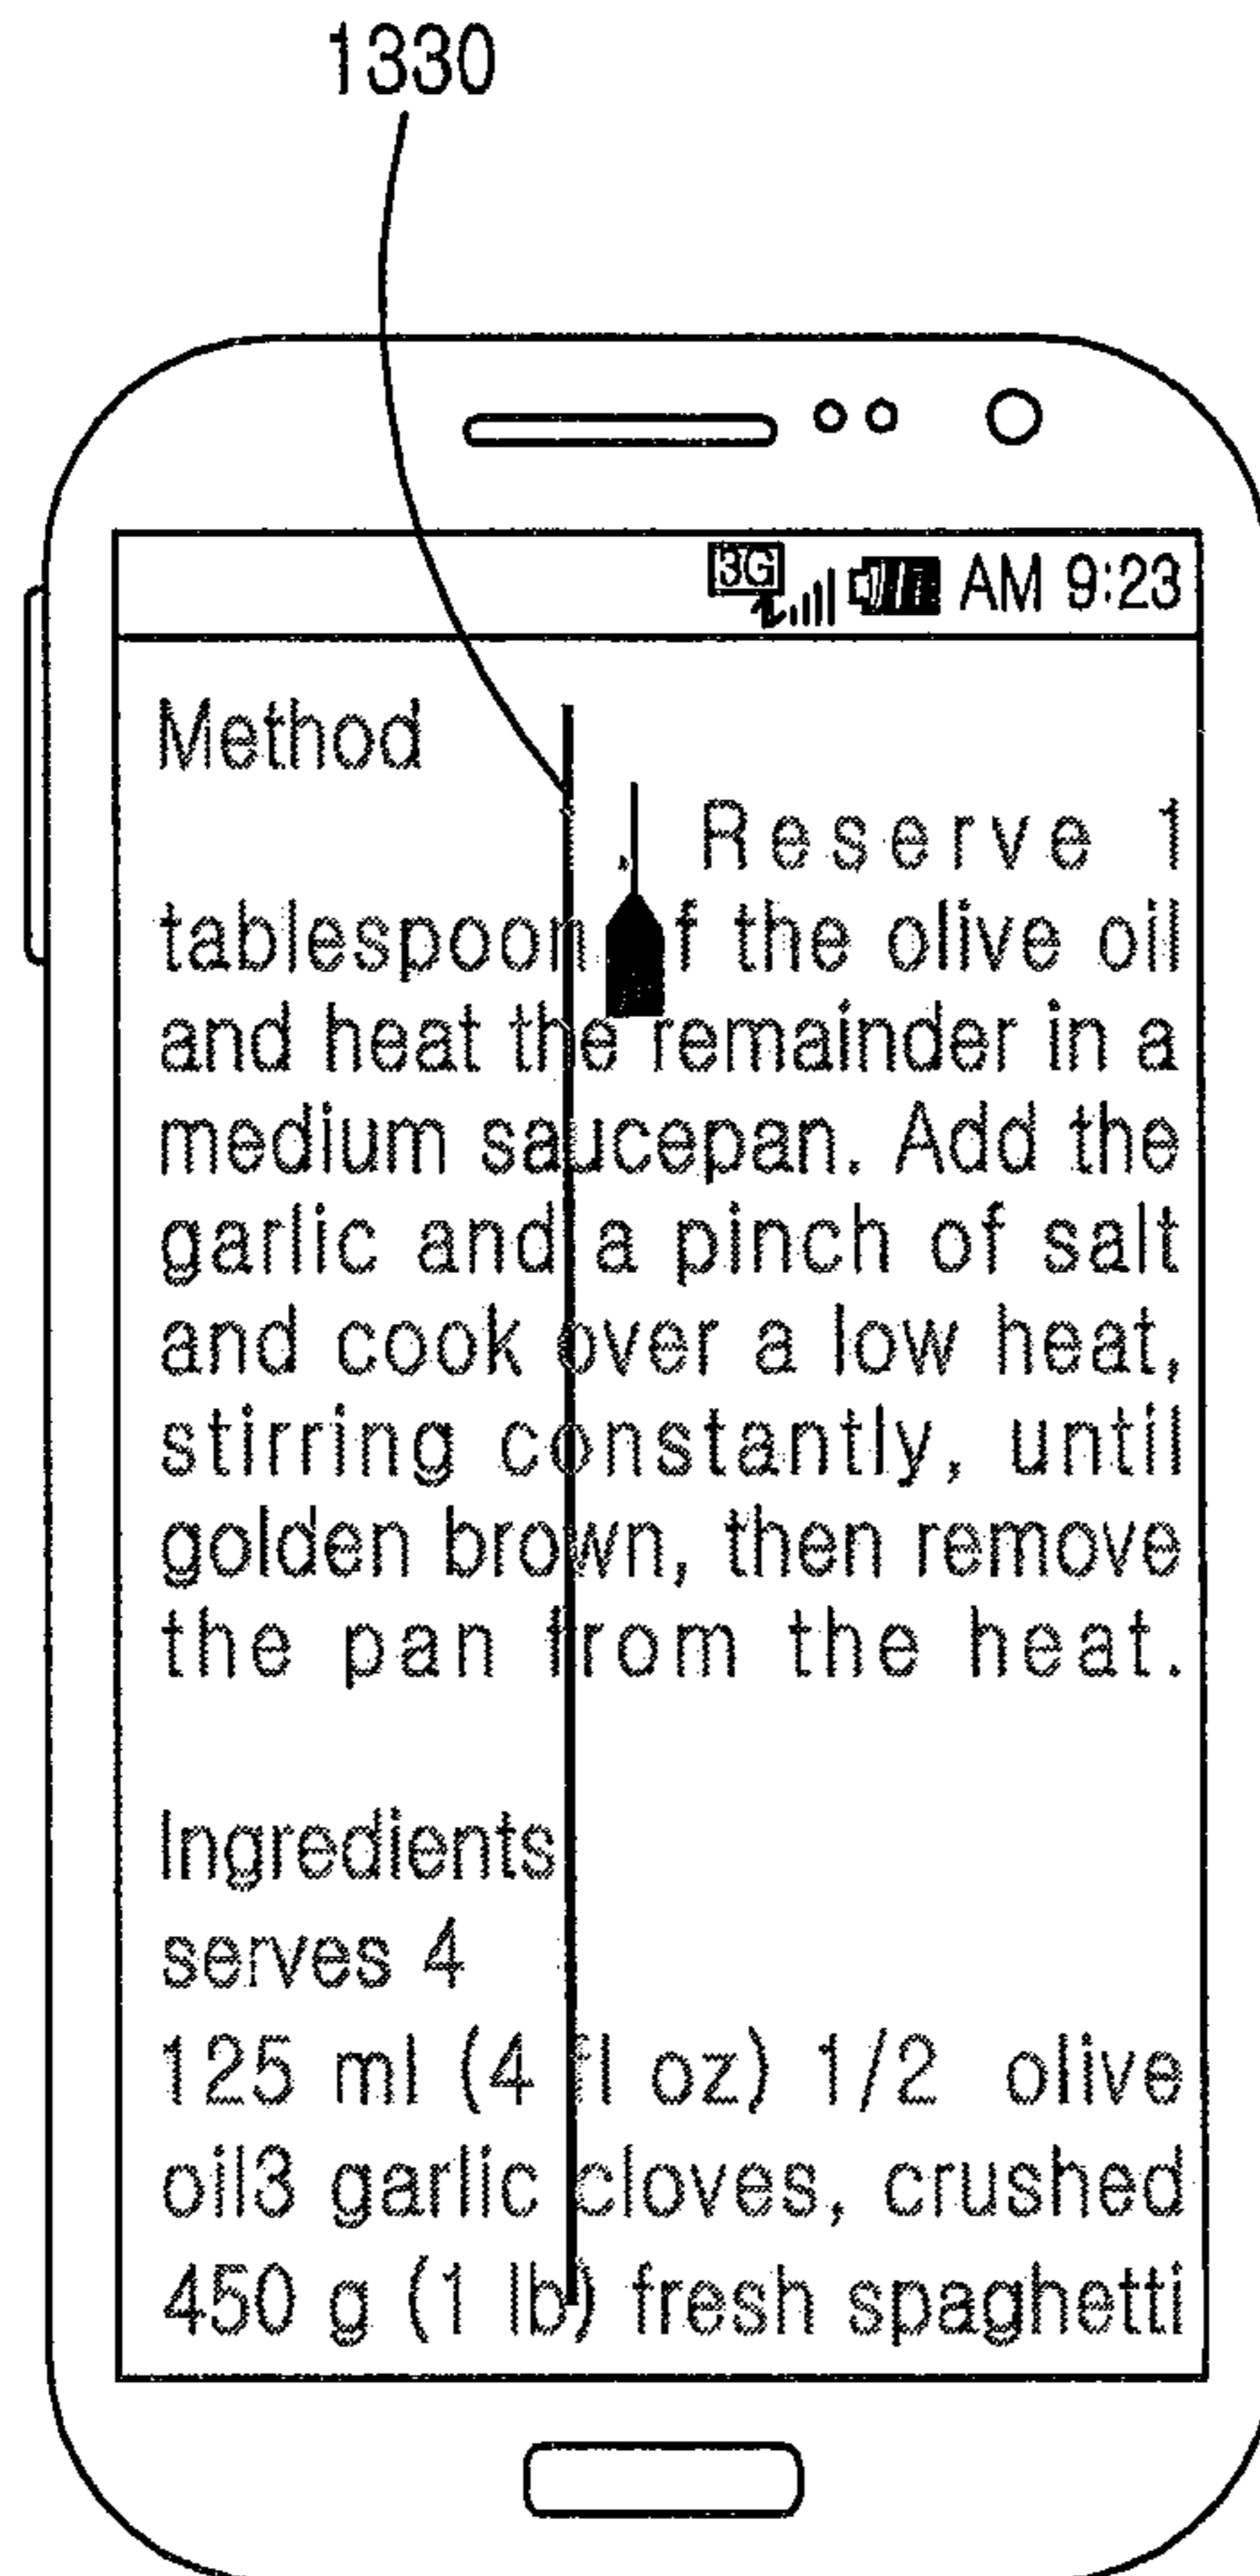 1330
3G AM 9:23
Method
Reserve 1
tablespoon f the olive oil
and heat the remainder in a
medium saucepan. Add the
garlic and a pinch of salt
and cook over a low heat,
stirring constantly, until
golden brown, then remove
the pan from the heat.
Ingredients
serves 4
125 ml (4 fl oz) 1/2 olive
oil3 garlic cloves, crushed
450 g (1 lb) fresh spaghetti